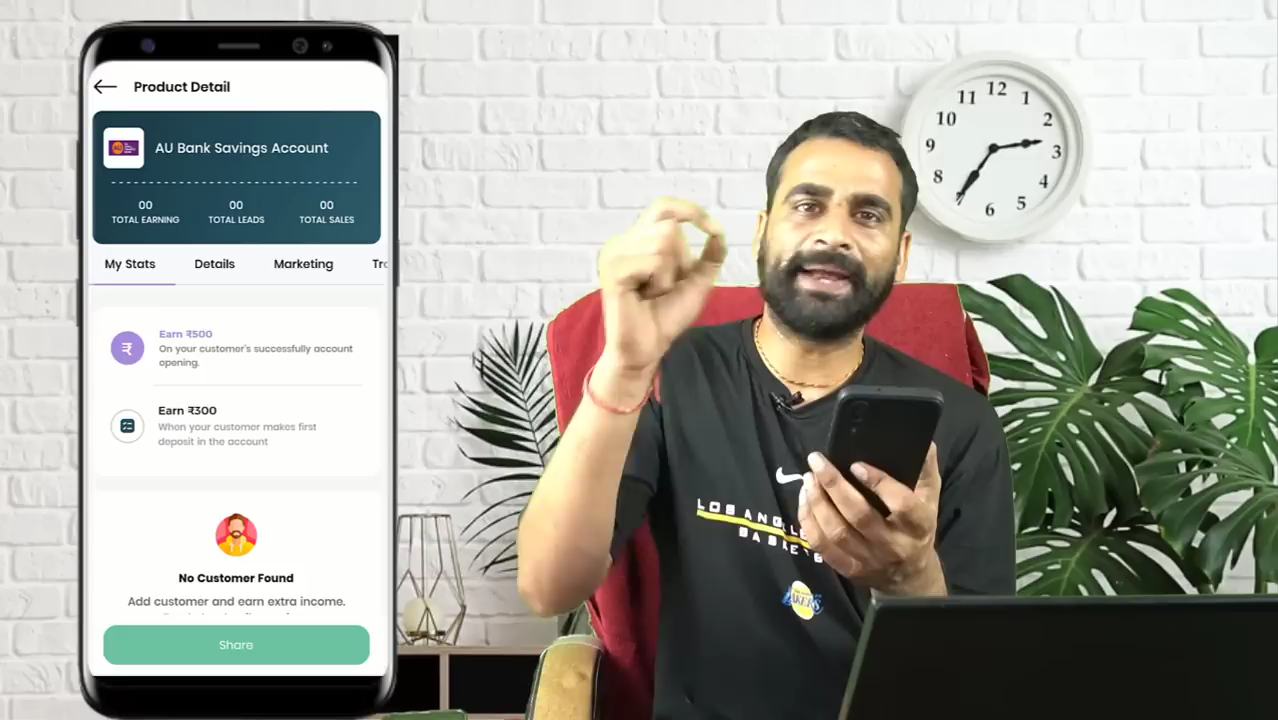 Product Detail
AU Bank Savings Account
00 00 00
TOTAL EARNING TOTAL LEADS TOTAL SALES
My Stats Details Marketing
Earn ₹500
On your customer's successfully account
opening.
Earn ₹300
When your customer makes first
deposit in the account
No Customer Found
Add customer and earn extra income.
Share
12
11 1
10 2
9 3
8 4
6 5
LOS ANGELE
BASKETB
LAKERS